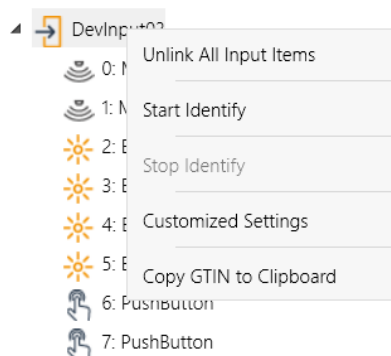 DevInput02
Unlink All Input Items
0:
1:
Start Identify
2:
Stop Identify
3:
4:
Customized Settings
5:
Copy GTIN to Clipboard
6: PushButton
7: PushButton